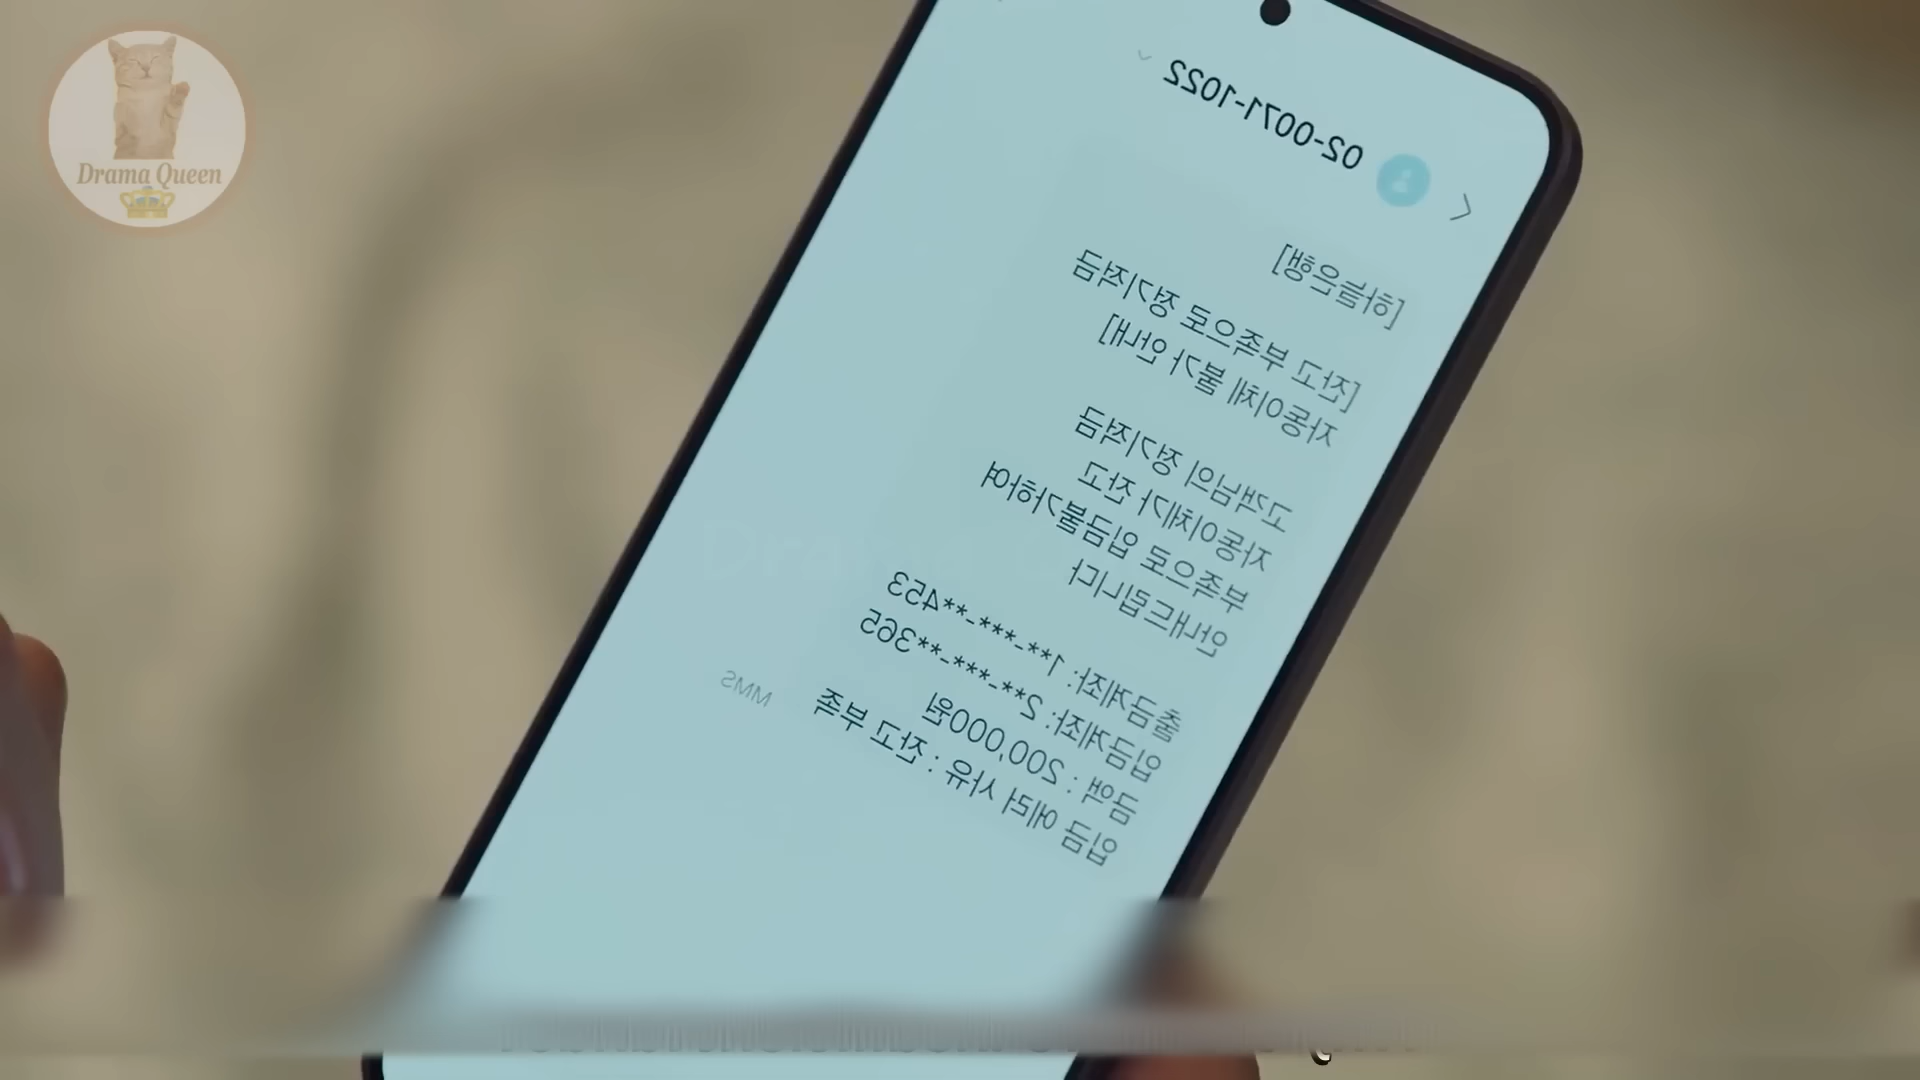 Drama Queen
02-0071-1022
[하늘은행]
[잔고 부족으로 정기적금
자동이체 불가 안내]
고객님의 정기적금
자동이체가 잔고
부족으로 입금불가하여
안내드립니다
출금계좌: 1**-***-**453
입금계좌: 2**-***-**365
금액 : 200,000원
입금 에러 사유 : 잔고 부족
MMS